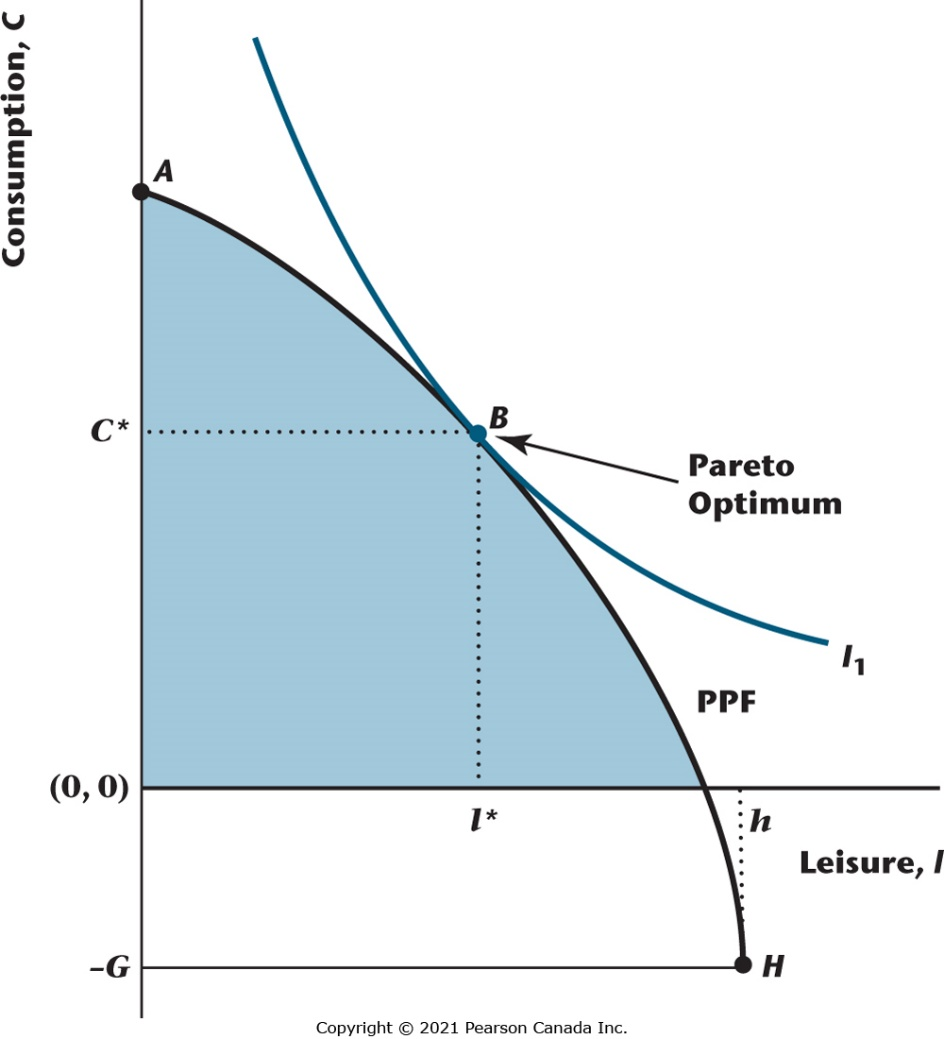 Consumption, C
A
B
C*
Pareto
Optimum
I₁
PPF
(0, 0)
l*
h
Leisure, l
–G
H
Copyright © 2021 Pearson Canada Inc.